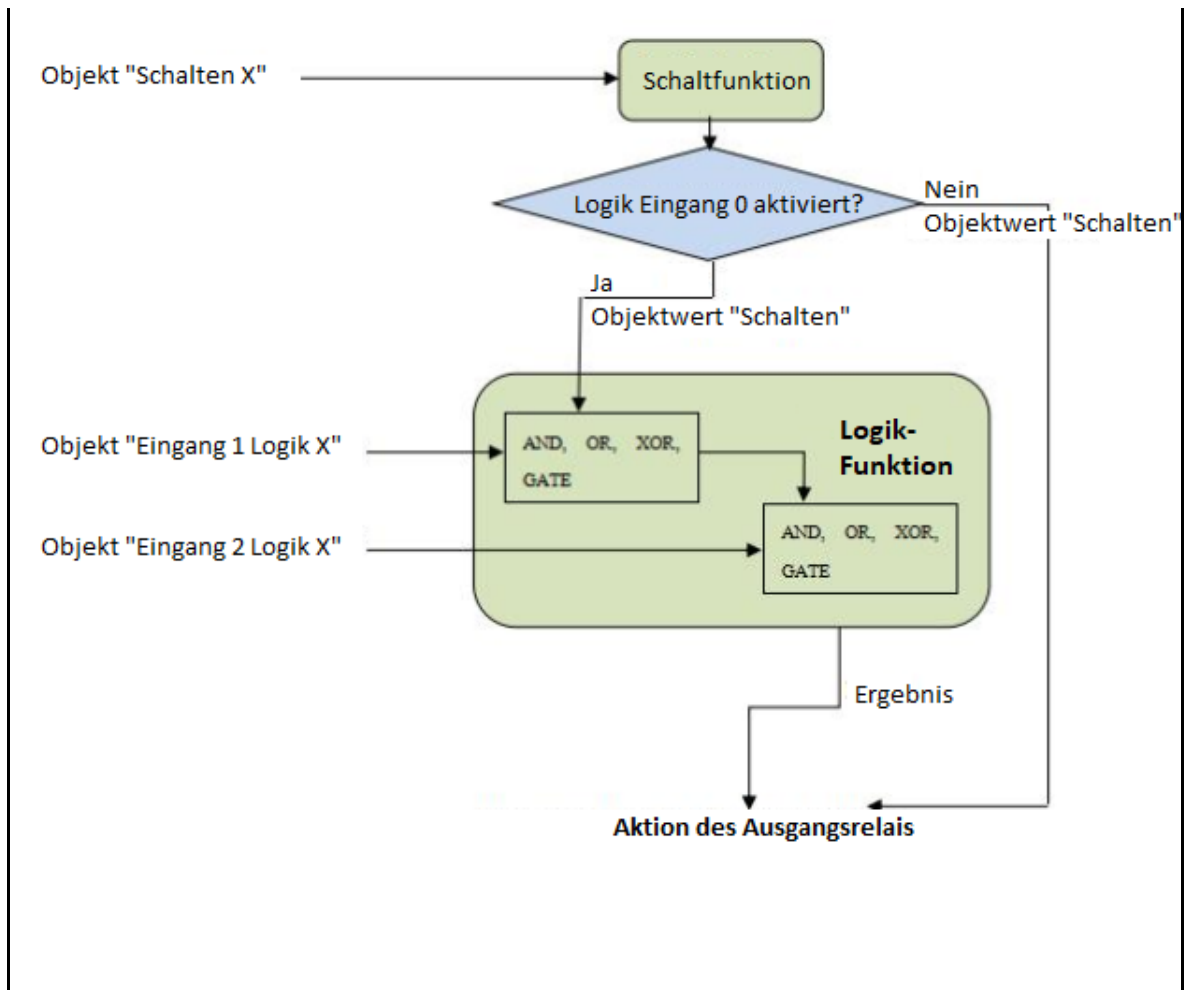 Objekt "Schalten X"
Schaltfunktion
Logik Eingang 0 aktiviert?
Nein
Objektwert "Schalten"
Ja
Objektwert "Schalten"
Objekt "Eingang 1 Logik X"
AND, OR, XOR,
GATE
Logik-
Funktion
Objekt "Eingang 2 Logik X"
AND, OR, XOR,
GATE
Ergebnis
Aktion des Ausgangsrelais